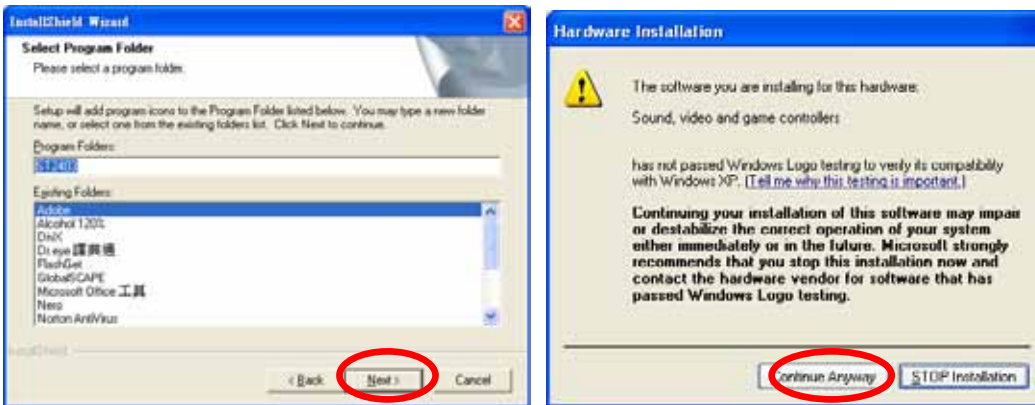 InstallShield Wizard
Select Program Folder
Please select a program folder.
Setup will add program icons to the Program Folder listed below. You may type a new folder
name, or select one from the existing folders list. Click Next to continue.
Program Folders:
Existing Folders:
Adobe
Alcohol 120%
DivX
Dr.eye 譯典通
FlashGet
GlobalSCAPE
Microsoft Office 工具
Nero
Norton AntiVirus
InstallShield
< Back
Next >
Cancel
Hardware Installation
The software you are installing for this hardware:
Sound, video and game controllers
has not passed Windows Logo testing to verify its compatibility
with Windows XP. (Tell me why this testing is important.)
Continuing your installation of this software may impair
or destabilize the correct operation of your system
either immediately or in the future. Microsoft strongly
recommends that you stop this installation now and
contact the hardware vendor for software that has
passed Windows Logo testing.
Continue Anyway
STOP Installation